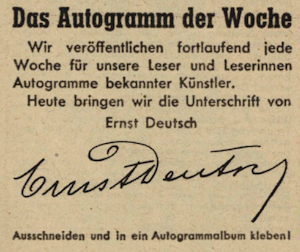 Das Autogramm der Woche
Wir veröffentlichen fortlaufend jede
Woche für unsere Leser und Leserinnen
Autogramme bekannter Künstler.
Heute bringen wir die Unterschrift von
Ernst Deutsch
Ernst Deutsch
Ausschneiden und in ein Autogrammalbum kleben!